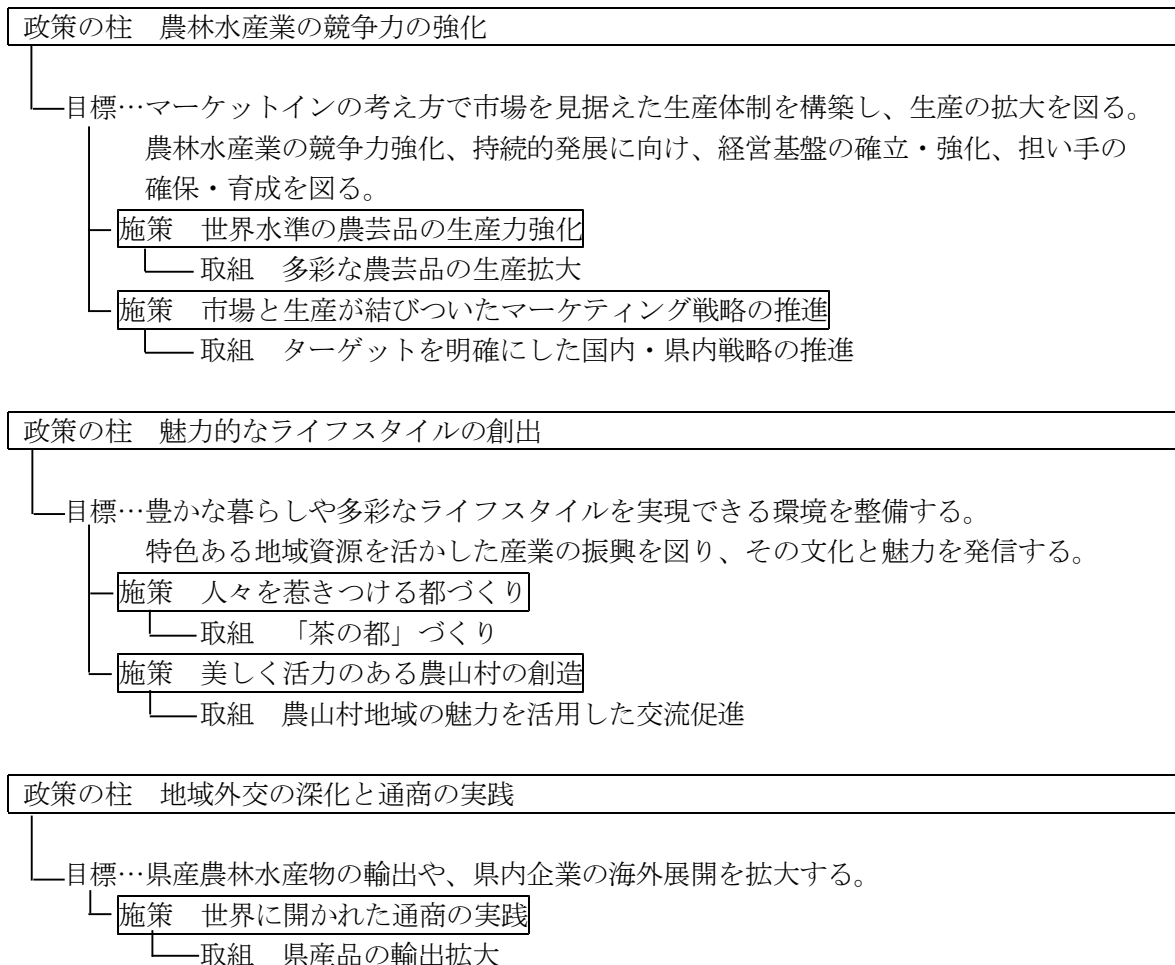 政策の柱　農林水産業の競争力の強化
目標…マーケットインの考え方で市場を見据えた生産体制を構築し、生産の拡大を図る。
農林水産業の競争力強化、持続的発展に向け、経営基盤の確立・強化、担い手の
確保・育成を図る。
施策　世界水準の農芸品の生産力強化
取組　多彩な農芸品の生産拡大
施策　市場と生産が結びついたマーケティング戦略の推進
取組　ターゲットを明確にした国内・県内戦略の推進
政策の柱　魅力的なライフスタイルの創出
目標…豊かな暮らしや多彩なライフスタイルを実現できる環境を整備する。
特色ある地域資源を活かした産業の振興を図り、その文化と魅力を発信する。
施策　人々を惹きつける都づくり
取組　「茶の都」づくり
施策　美しく活力のある農山村の創造
取組　農山村地域の魅力を活用した交流促進
政策の柱　地域外交の深化と通商の実践
目標…県産農林水産物の輸出や、県内企業の海外展開を拡大する。
施策　世界に開かれた通商の実践
取組　県産品の輸出拡大